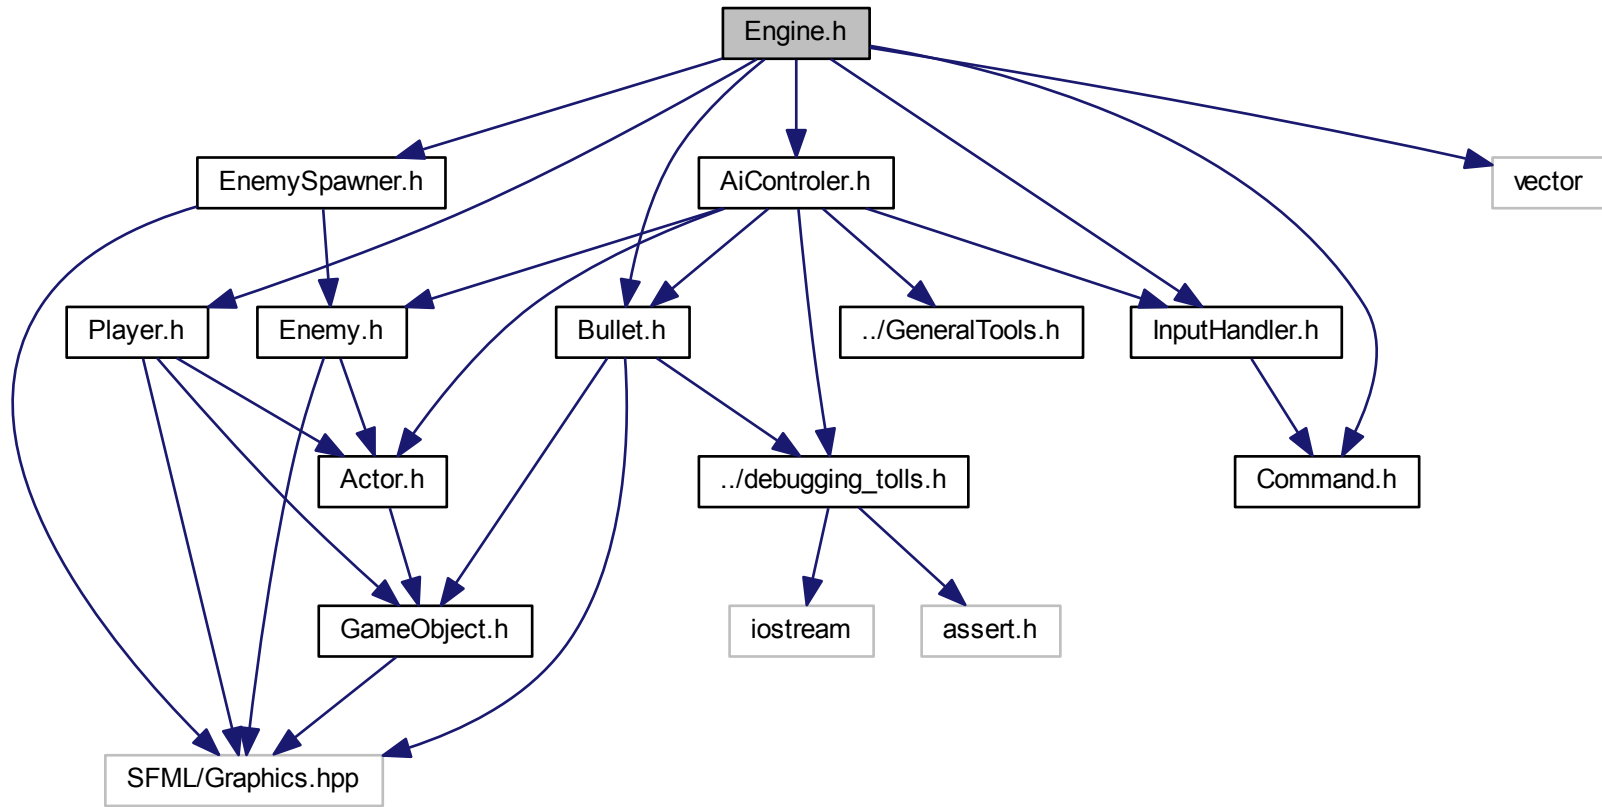 Engine.h
EnemySpawner.h
AiControler.h
vector
Player.h
Enemy.h
Bullet.h
../GeneralTools.h
InputHandler.h
Actor.h
../debugging_tolls.h
Command.h
GameObject.h
iostream
assert.h
SFML/Graphics.hpp